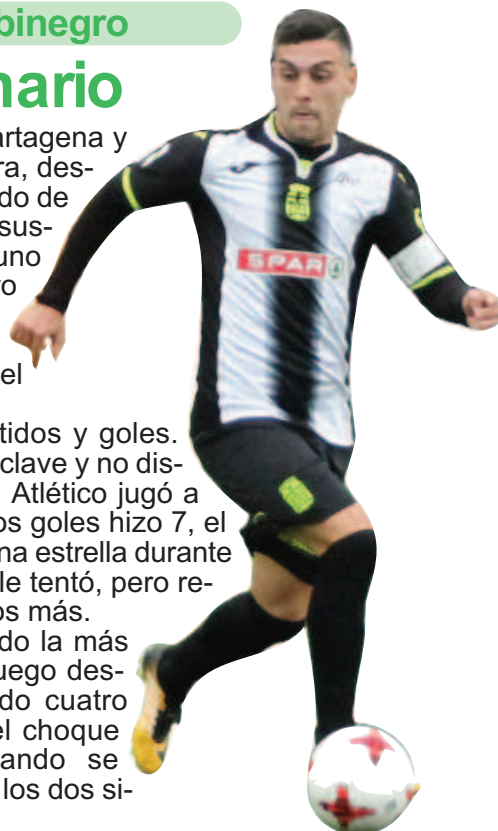 binegro
nario
artagena y
ra, des-
do de
sus-
uno
ro
el
tidos y goles.
clave y no dis-
Atlético jugó a
os goles hizo 7, el
na estrella durante
le tentó, pero re-
os más.
do la más
uego des-
do cuatro
el choque
ando se
los dos si-
SPAR